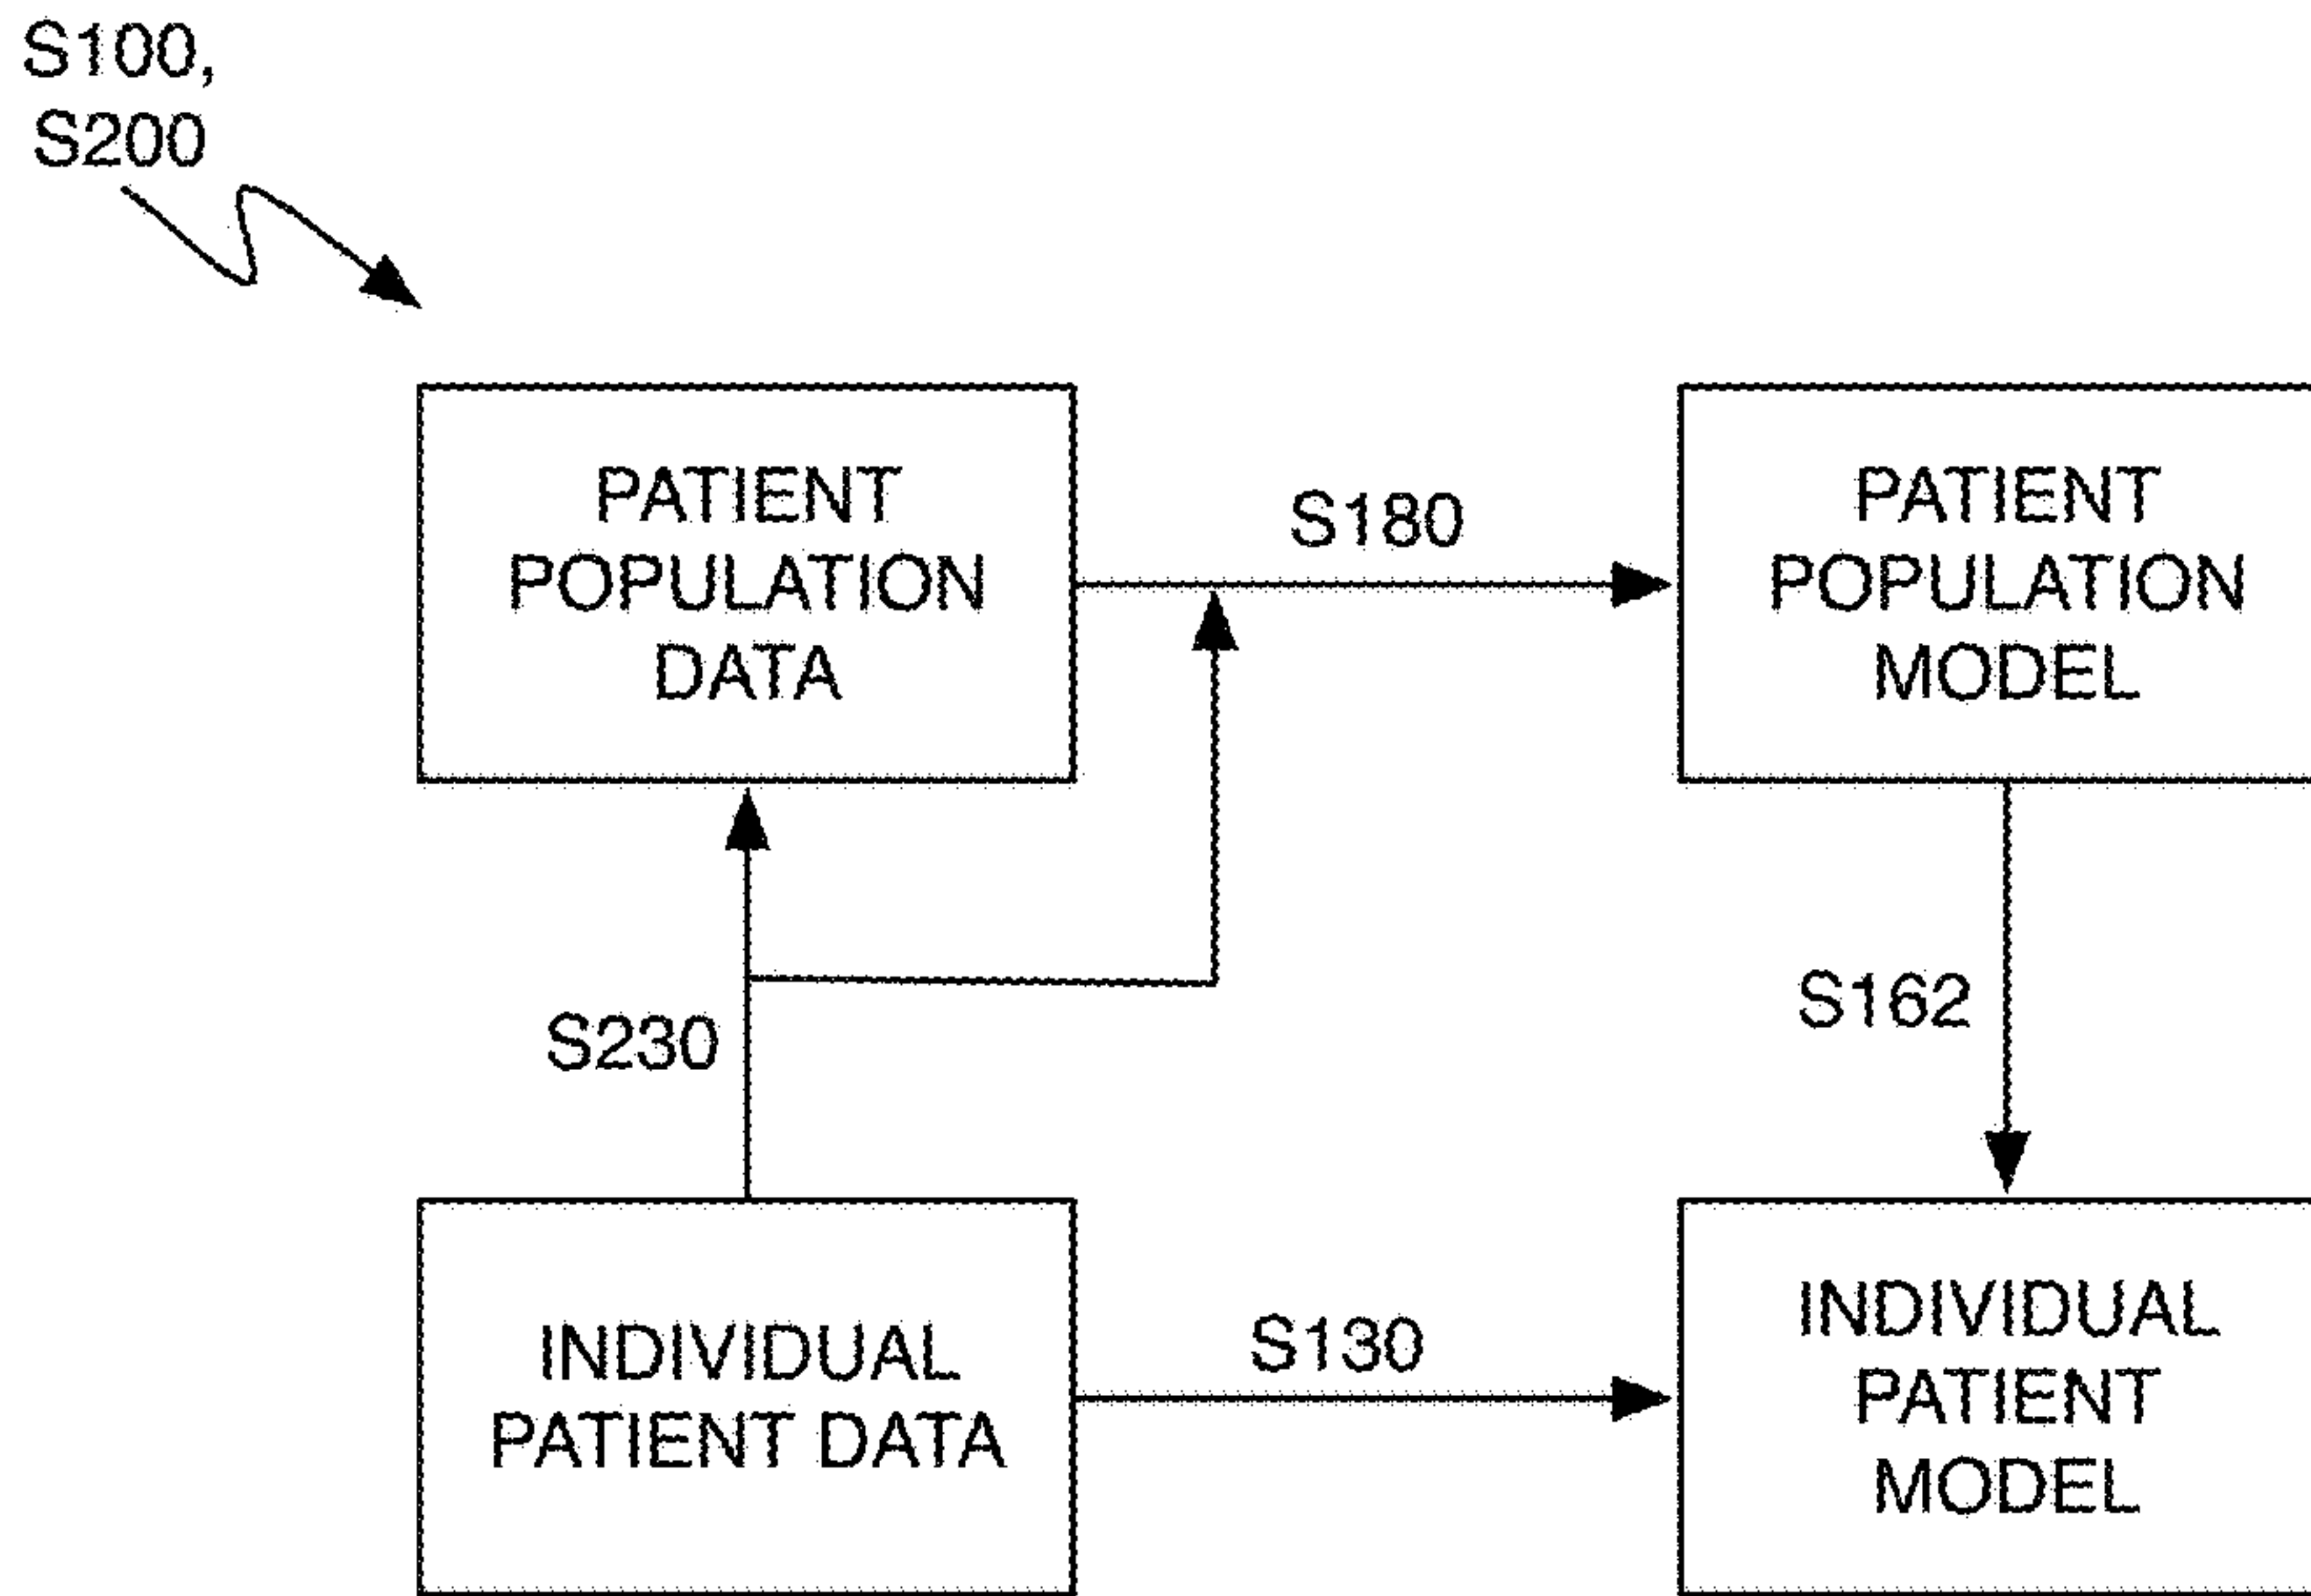 S100,
S200
PATIENT
POPULATION
DATA
S180
PATIENT
POPULATION
MODEL
S230
S162
INDIVIDUAL
PATIENT DATA
S130
INDIVIDUAL
PATIENT
MODEL